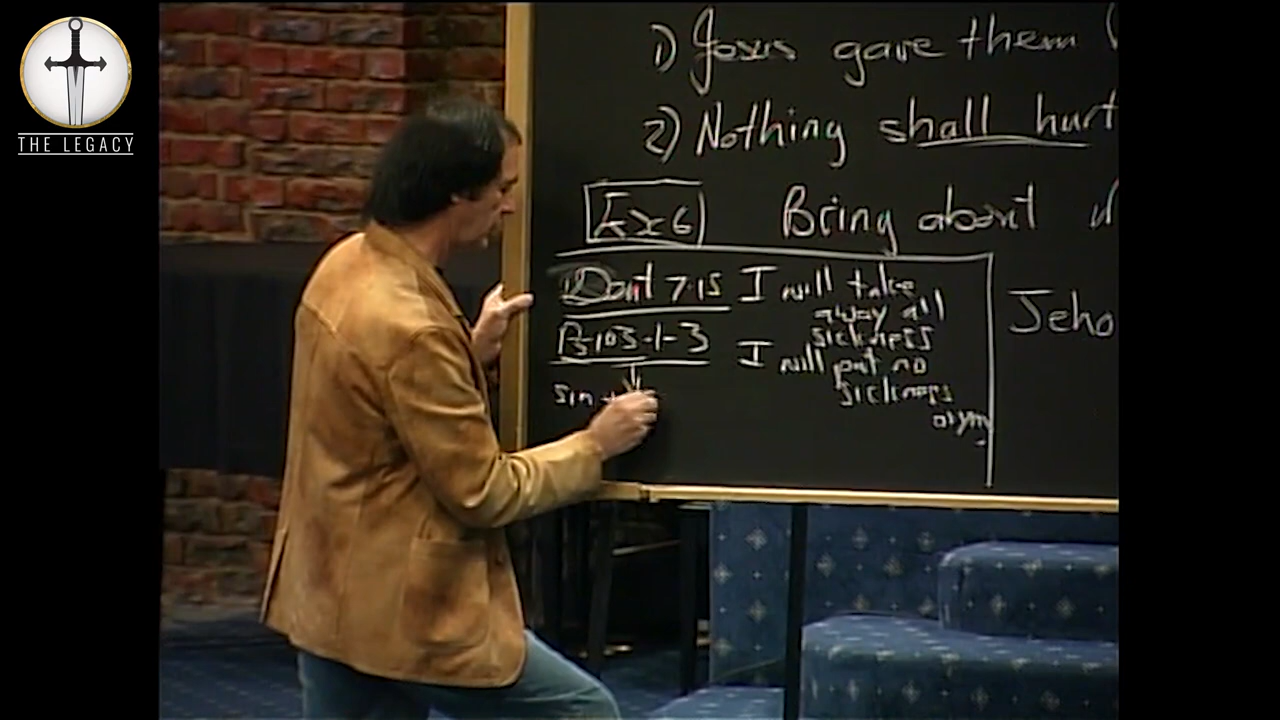 THE LEGACY
1) Jesus gave them
2) Nothing shall hurt
Ex 6 Bring about
Deut 7.15 I will take
away all
sickness
Ps 103-1-3 I will put no
sickness
Jeho
sin